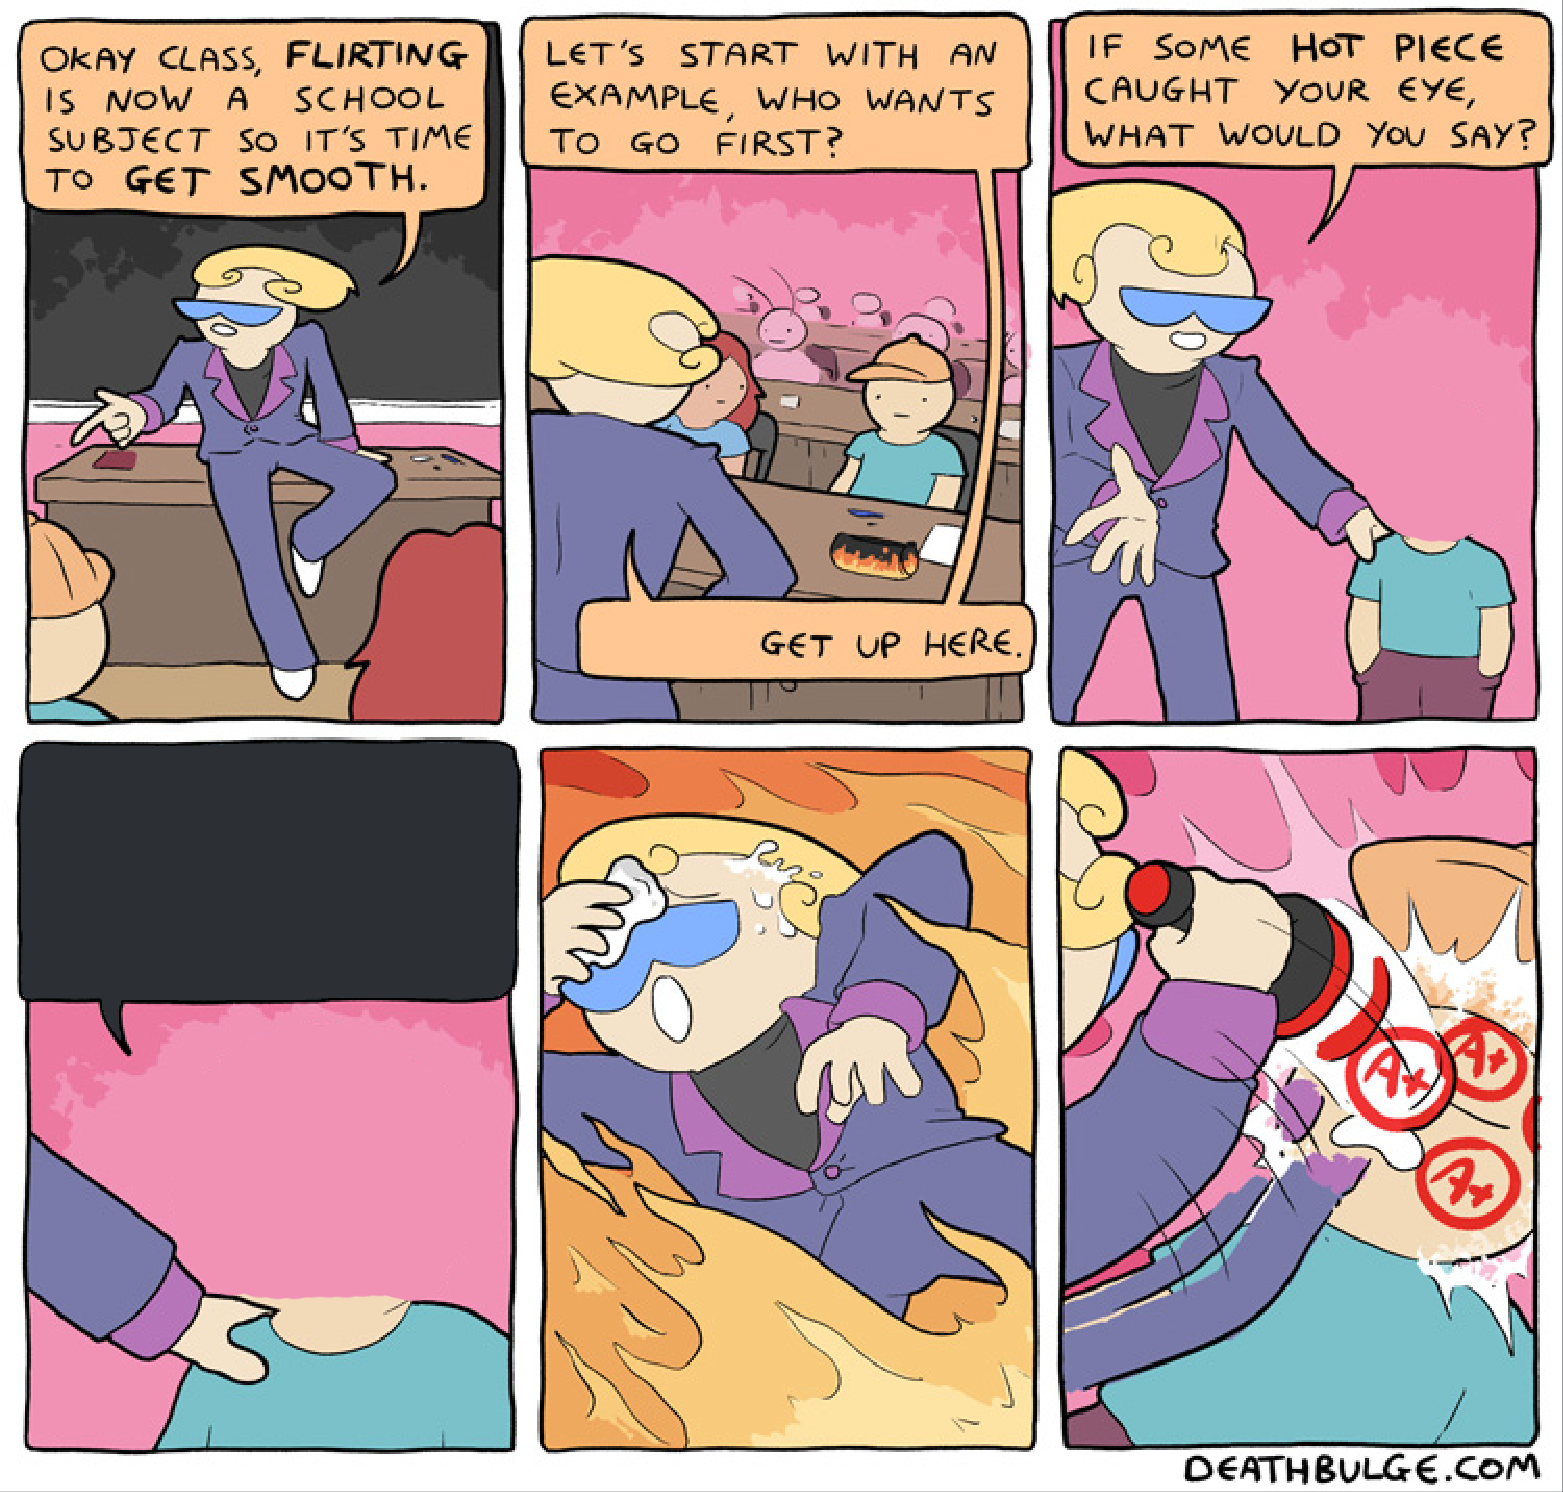 OKAY CLASS, FLIRTING
IS NOW A SCHOOL
SUBJECT SO IT'S TIME
TO GET SMOOTH.
LET'S START WITH AN
EXAMPLE, WHO WANTS
TO GO FIRST?
GET UP HERE.
IF SOME HOT PIECE
CAUGHT YOUR EYE,
WHAT WOULD YOU SAY?
A+
A+
A+
DEATHBULGE.COM